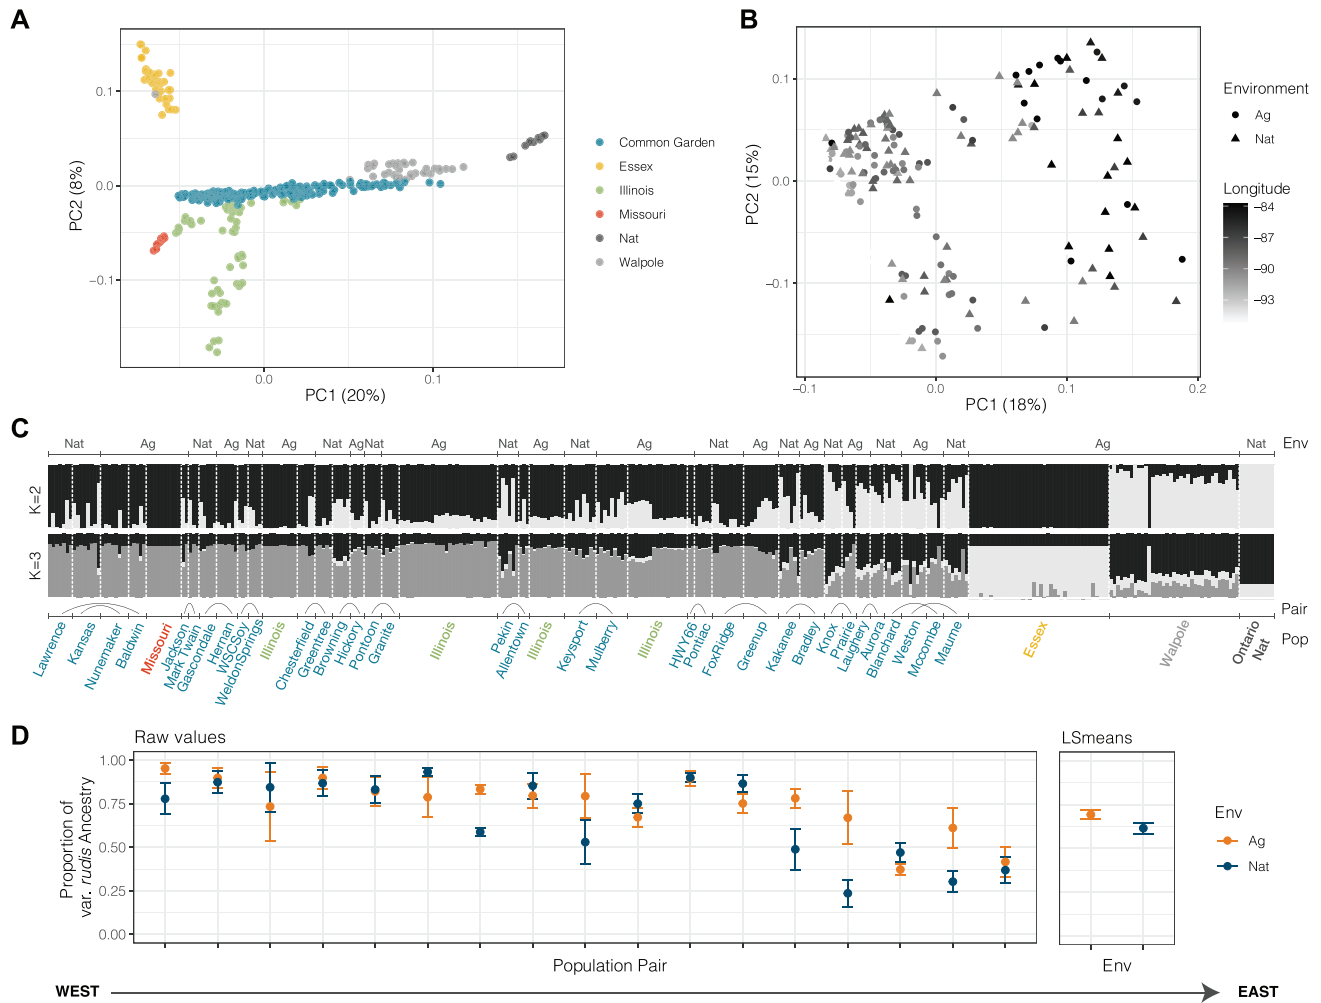 A
0.1
0.0
−0.1
PC2 (8%)
0.0
0.1
PC1 (20%)
Common Garden
Essex
Illinois
Missouri
Nat
Walpole
B
0.1
0.0
−0.1
PC2 (15%)
−0.1
0.0
0.1
0.2
PC1 (18%)
Environment
Ag
Nat
Longitude
−84
−87
−90
−93
C
Nat Ag Nat Ag Nat Ag Nat Ag Nat Ag Nat Ag Nat Ag Nat Ag Nat Ag Nat Ag Nat Ag Nat Ag Nat Env
K=2
K=3
Pair
Pop
Lawrence
Kansas
Nunemaker
Baldwin
Missouri
Jackson
Mark Twain
Gascondale
Heman
WSCSoy
WeldonSprings
Illinois
Chesterfield
Greentree
Browning
Hickory
Pontoon
Granite
Illinois
Pekin
Allentown
Illinois
Keysport
Mulberry
Illinois
HWY66
Pontiac
FoxRidge
Greenup
Kakanee
Bradley
Knox
Prairie
Laughery
Aurora
Blanchard
Weston
Mccombe
Maume
Essex
Walpole
Ontario
Nat
D
Raw values
1.00
0.75
0.50
0.25
0.00
Proportion of
var. rudis Ancestry
Population Pair
LSmeans
Env
Env
Ag
Nat
WEST
EAST